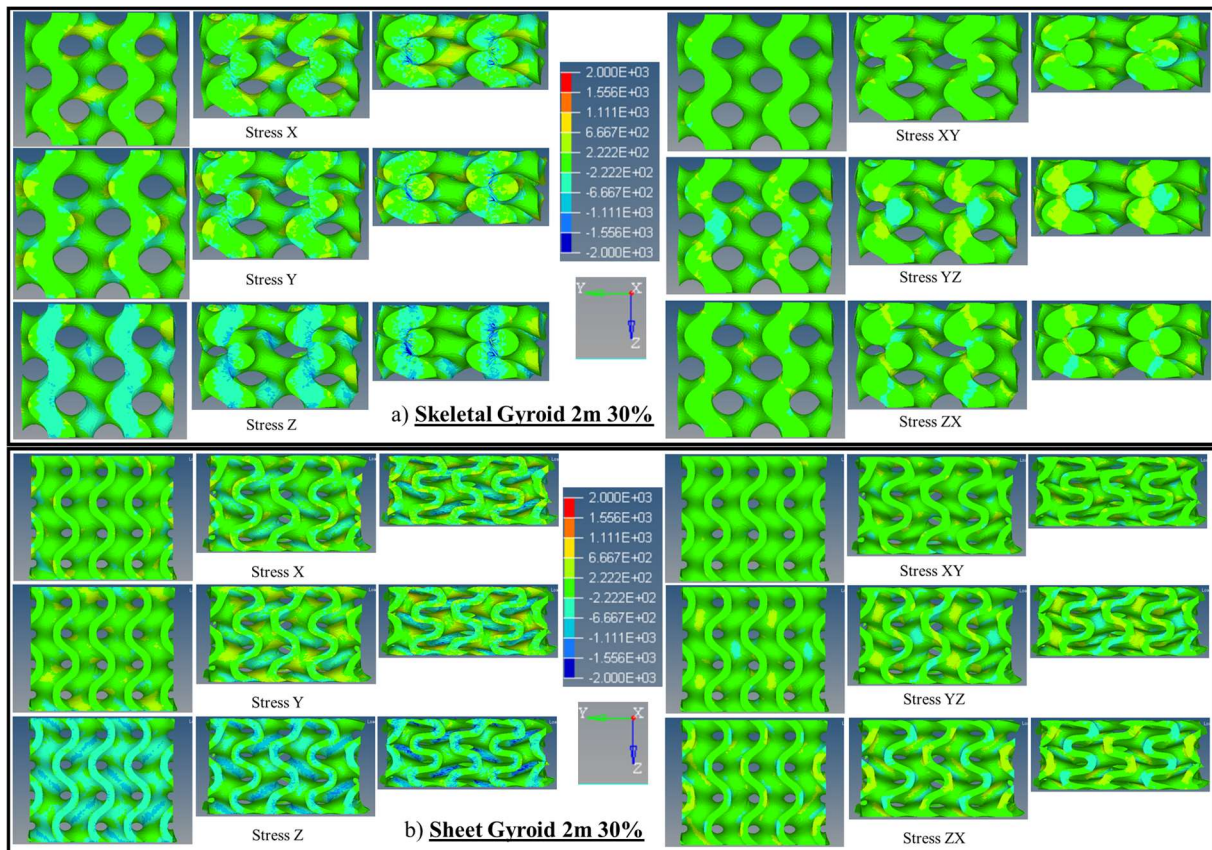 Stress X
Stress Y
Stress Z
2.000E+03
1.556E+03
1.111E+03
6.667E+02
2.222E+02
-2.222E+02
-6.667E+02
-1.111E+03
-1.556E+03
-2.000E+03
Y X
Z
Stress XY
Stress YZ
Stress ZX
a) Skeletal Gyroid 2m 30%
Stress X
Stress Y
Stress Z
2.000E+03
1.556E+03
1.111E+03
6.667E+02
2.222E+02
-2.222E+02
-6.667E+02
-1.111E+03
-1.556E+03
-2.000E+03
Y X
Z
Stress XY
Stress YZ
Stress ZX
b) Sheet Gyroid 2m 30%